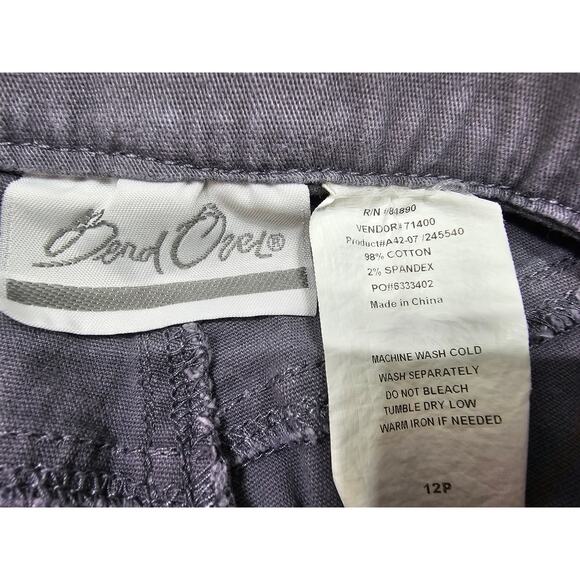 Bend Over®
R/N #84890
VENDOR#71400
Product#A42-07 /245540
98% COTTON
2% SPANDEX
PO#6333402
Made in China
MACHINE WASH COLD
WASH SEPARATELY
DO NOT BLEACH
TUMBLE DRY LOW
WARM IRON IF NEEDED
12P